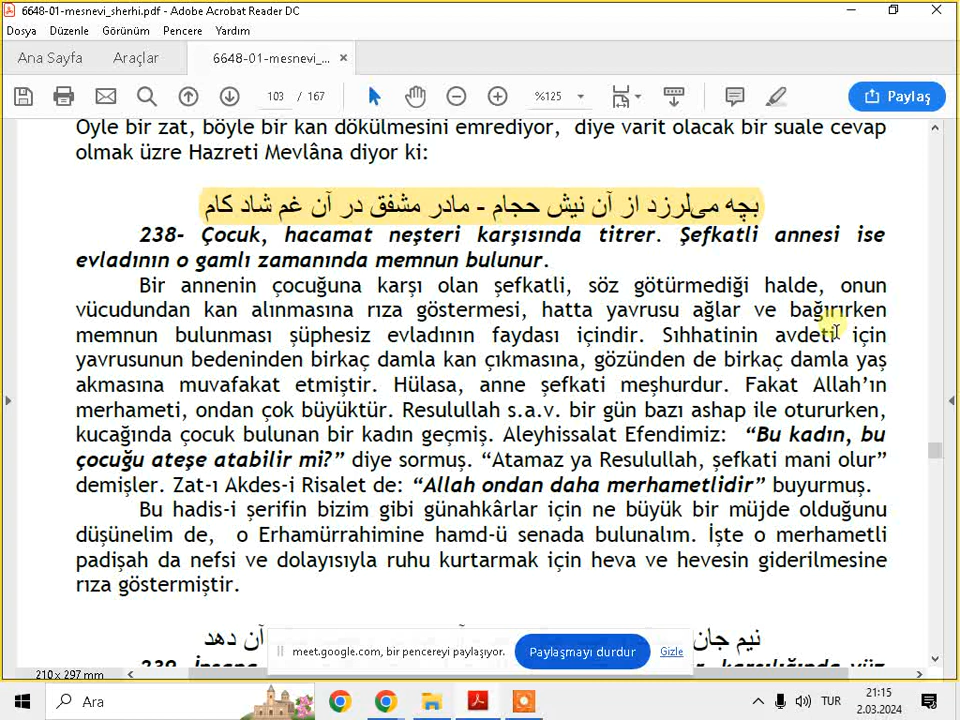 6648-01-mesnevi_sherhi.pdf - Adobe Acrobat Reader DC
Dosya Düzenle Görünüm Pencere Yardım
Ana Sayfa Araçlar 6648-01-mesnevi_... ×
103 / 167 %125 Paylaş
Öyle bir zat, böyle bir kan dökülmesini emrediyor, diye varit olacak bir suale cevap
olmak üzre Hazreti Mevlâna diyor ki:
بچه می‌لرزد از آن نیش حجام - مادر مشفق در آن غم شاد کام
238- Çocuk, hacamat neşteri karşısında titrer. Şefkatli annesi ise
evladının o gamlı zamanında memnun bulunur.
Bir annenin çocuğuna karşı olan şefkatli, söz götürmediği halde, onun
vücudundan kan alınmasına rıza göstermesi, hatta yavrusu ağlar ve bağırırken
memnun bulunması şüphesiz evladının faydası içindir. Sıhhatinin avdeti için
yavrusunun bedeninden birkaç damla kan çıkmasına, gözünden de birkaç damla yaş
akmasına muvafakat etmiştir. Hülasa, anne şefkati meşhurdur. Fakat Allah’ın
merhameti, ondan çok büyüktür. Resulullah s.a.v. bir gün bazı ashap ile otururken,
kucağında çocuk bulunan bir kadın geçmiş. Aleyhissalat Efendimiz: “Bu kadın, bu
çocuğu ateşe atabilir mi?” diye sormuş. “Atamaz ya Resulullah, şefkati mani olur”
demişler. Zat-ı Akdes-i Risalet de: “Allah ondan daha merhametlidir” buyurmuş.
Bu hadis-i şerifin bizim gibi günahkârlar için ne büyük bir müjde olduğunu
düşünelim de, o Erhamürrahimine hamd-ü senada bulunalım. İşte o merhametli
padişah da nefsi ve dolayısıyla ruhu kurtarmak için heva ve hevesin giderilmesine
rıza göstermiştir.
نیم جان آن دهد
meet.google.com, bir pencereyi paylaşıyor. Paylaşmayı durdur Gizle
239- İnsana karşılığında yüz
210 x 297 mm
Ara TUR 21:15
2.03.2024